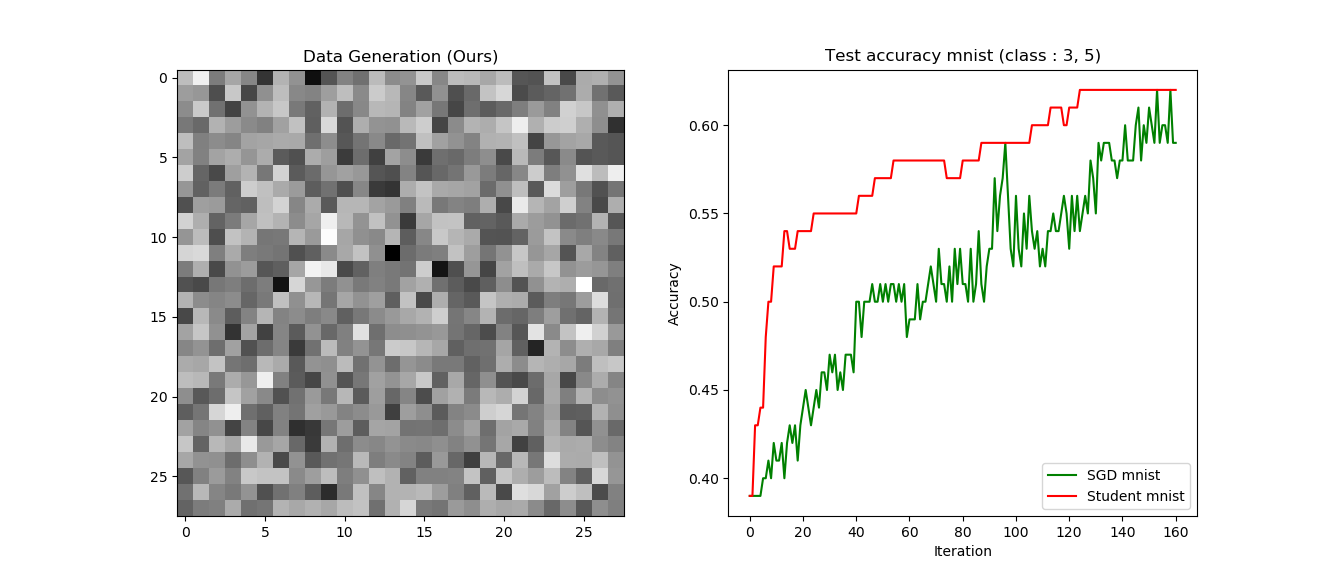 Data Generation (Ours)
0
5
10
15
20
25
0 5 10 15 20 25
Test accuracy mnist (class : 3, 5)
Accuracy
0.60
0.55
0.50
0.45
0.40
SGD mnist
Student mnist
0 20 40 60 80 100 120 140 160
Iteration